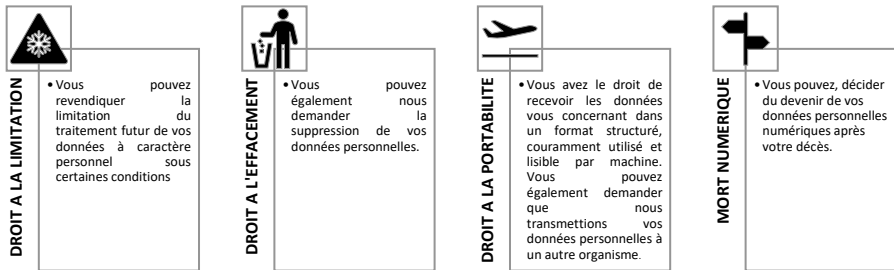 DROIT A LA LIMITATION
• Vous pouvez
revendiquer la
limitation du
traitement futur de vos
données à caractère
personnel sous
certaines conditions
DROIT A L'EFFACEMENT
• Vous pouvez
également nous
demander la
suppression de vos
données personnelles.
DROIT A LA PORTABILITE
• Vous avez le droit de
recevoir les données
vous concernant dans
un format structuré,
couramment utilisé et
lisible par machine.
Vous pouvez
également demander
que nous
transmettions vos
données personnelles à
un autre organisme.
MORT NUMERIQUE
• Vous pouvez, décider
du devenir de vos
données personnelles
numériques après
votre décès.